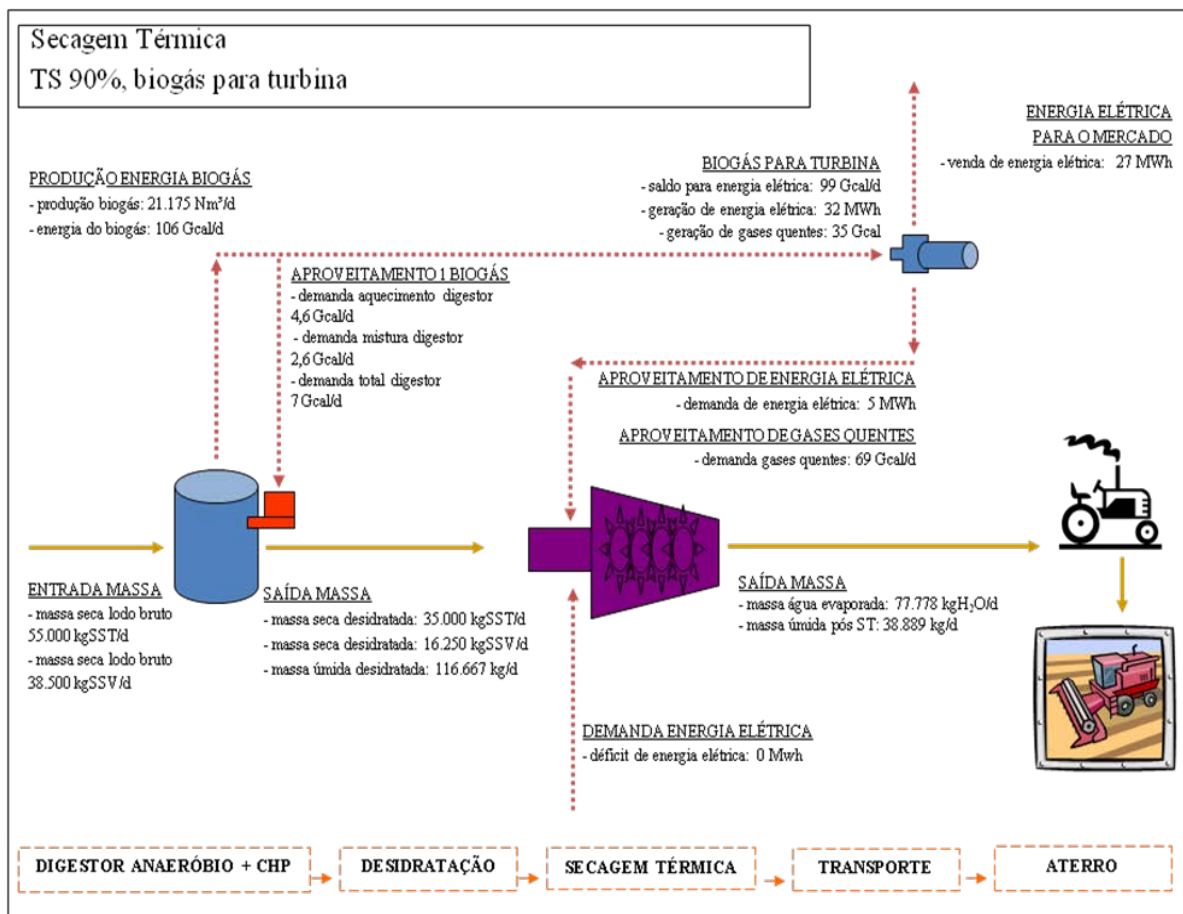 Secagem Térmica
TS 90%, biogás para turbina
ENERGIA ELÉTRICA
PARA O MERCADO
- venda de energia elétrica: 27 MWh
BIOGÁS PARA TURBINA
- saldo para energia elétrica: 99 Gcal/d
- geração de energia elétrica: 32 MWh
- geração de gases quentes: 35 Gcal
PRODUÇÃO ENERGIA BIOGÁS
- produção biogás: 21.175 Nm³/d
- energia do biogás: 106 Gcal/d
APROVEITAMENTO 1 BIOGÁS
- demanda aquecimento digestor
4,6 Gcal/d
- demanda mistura digestor
2,6 Gcal/d
- demanda total digestor
7 Gcal/d
APROVEITAMENTO DE ENERGIA ELÉTRICA
- demanda de energia elétrica: 5 MWh
APROVEITAMENTO DE GASES QUENTES
- demanda gases quentes: 69 Gcal/d
ENTRADA MASSA
- massa seca lodo bruto
55.000 kgSST/d
- massa seca lodo bruto
38.500 kgSSV/d
SAÍDA MASSA
- massa seca desidratada: 35.000 kgSST/d
- massa seca desidratada: 16.250 kgSSV/d
- massa úmida desidratada: 116.667 kg/d
SAÍDA MASSA
- massa água evaporada: 77.778 kgH₂O/d
- massa úmida pós ST: 38.889 kg/d
DEMANDA ENERGIA ELÉTRICA
- déficit de energia elétrica: 0 Mwh
DIGESTOR ANAERÓBIO + CHP
DESIDRATAÇÃO
SECAGEM TÉRMICA
TRANSPORTE
ATERRO